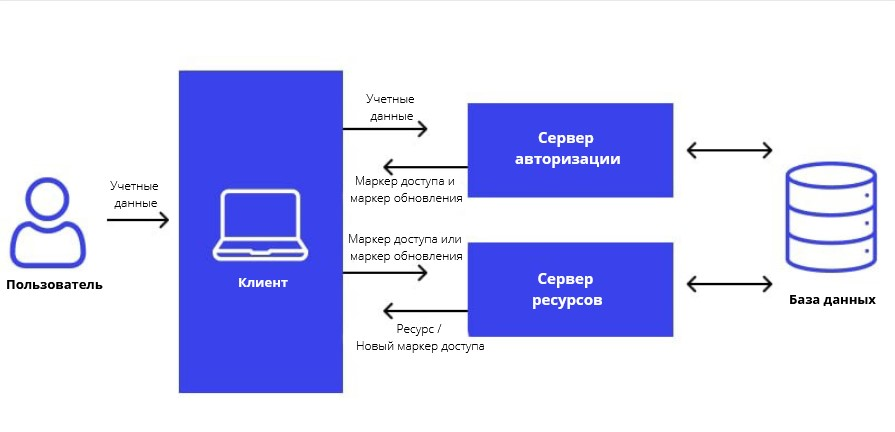 Пользователь
Учетные
данные
Клиент
Учетные
данные
Маркер доступа и
маркер обновления
Маркер доступа или
маркер обновления
Ресурс /
Новый маркер доступа
Сервер
авторизации
Сервер
ресурсов
База данных